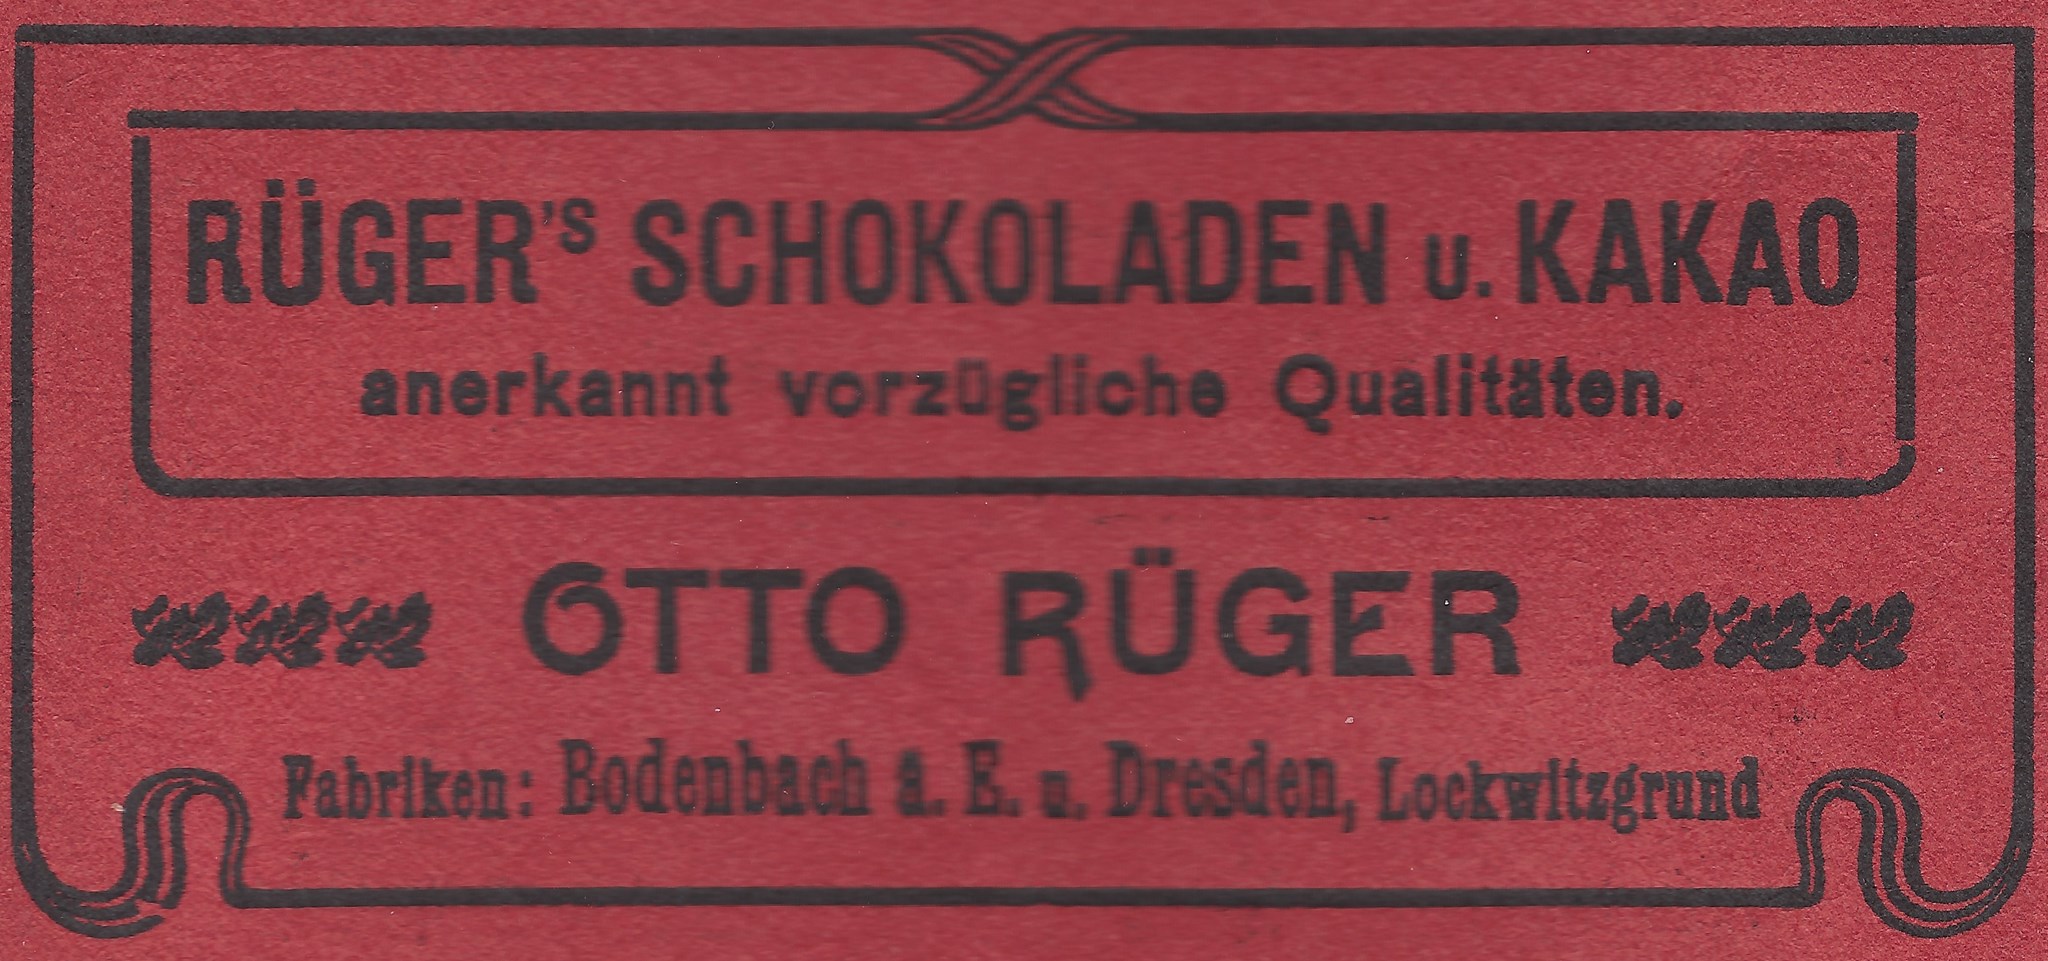 RÜGER's SCHOKOLADEN u. KAKAO
anerkannt vorzügliche Qualitäten.
OTTO RÜGER
Fabriken: Bodenbach a. E. u. Dresden, Lockwitzgrund